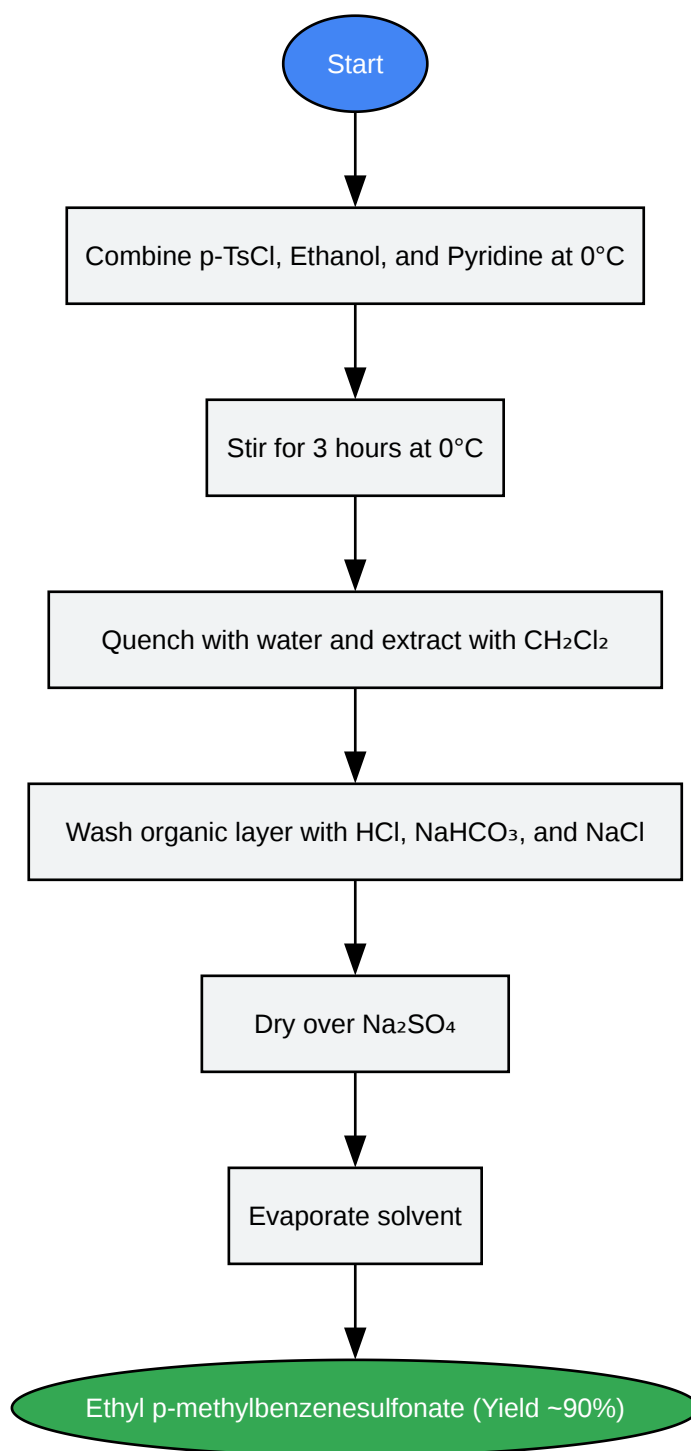 Start
Combine p-TsCl, Ethanol, and Pyridine at 0°C
Stir for 3 hours at 0°C
Quench with water and extract with CH₂Cl₂
Wash organic layer with HCl, NaHCO₃, and NaCl
Dry over Na₂SO₄
Evaporate solvent
Ethyl p-methylbenzenesulfonate (Yield ~90%)